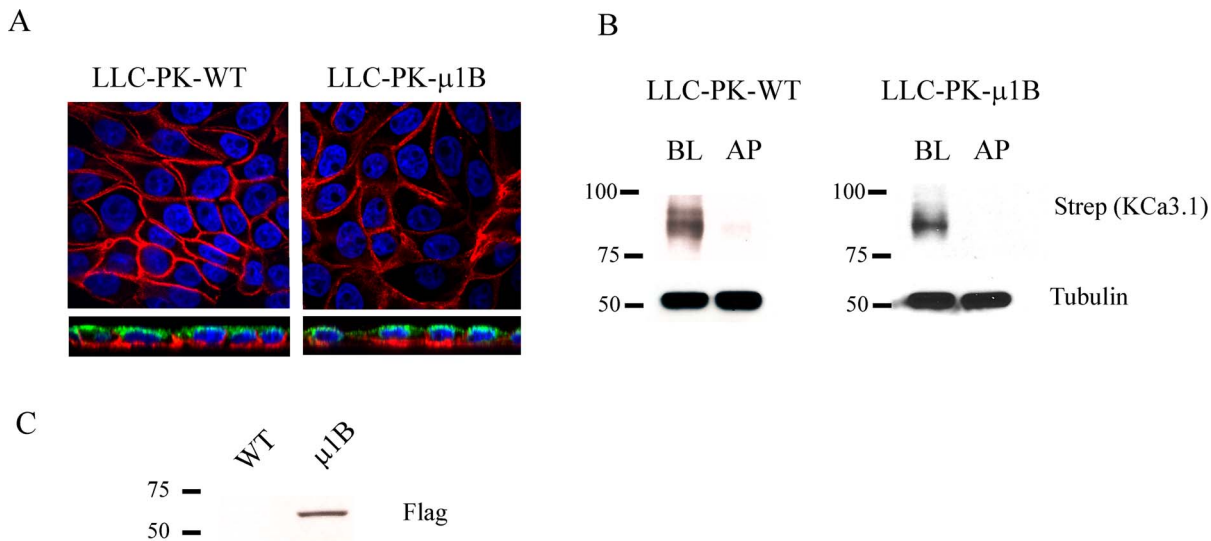 A
LLC-PK-WT LLC-PK-µ1B
B
LLC-PK-WT LLC-PK-µ1B
BL AP BL AP
100 100 Strep (KCa3.1)
75 75
50 50 Tubulin
C
WT µ1B
75
Flag
50